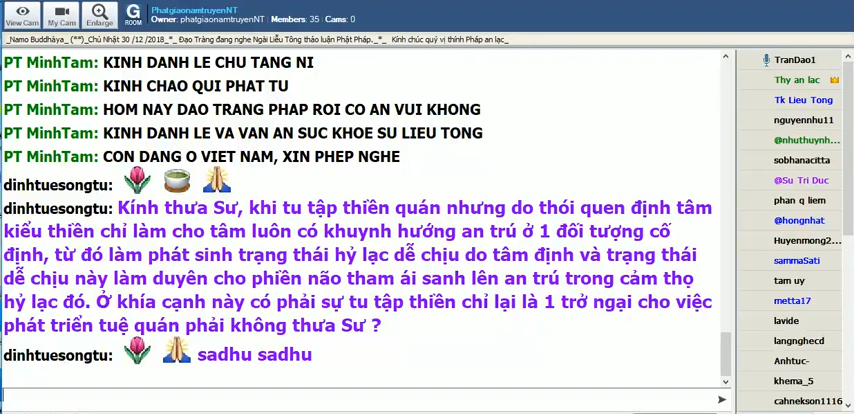 View Cam
My Cam
Enlarge
G
ROOM
PhatgiaonamtruyenNT
Owner: phatgiaonamtruyenNT | Members: 35 | Cams: 0
_Namo Buddhàya_ (**)_Chủ Nhật 30 /12 /2018_*_ Đạo Tràng đang nghe Ngài Liễu Tông thảo luận Phật Pháp._*_ Kính chúc quý vị thính Pháp an lạc_
PT MinhTam: KINH DANH LE CHU TANG NI
PT MinhTam: KINH CHAO QUI PHAT TU
PT MinhTam: HOM NAY DAO TRANG PHAP ROI CO AN VUI KHONG
PT MinhTam: KINH DANH LE VA VAN AN SUC KHOE SU LIEU TONG
PT MinhTam: CON DANG O VIET NAM, XIN PHEP NGHE
dinhtuesongtu:
dinhtuesongtu: Kính thưa Sư, khi tu tập thiền quán nhưng do thói quen định tâm
kiểu thiền chỉ làm cho tâm luôn có khuynh hướng an trú ở 1 đối tượng cố
định, từ đó làm phát sinh trạng thái hỷ lạc dễ chịu do tâm định và trạng thái
dễ chịu này làm duyên cho phiền não tham ái sanh lên an trú trong cảm thọ
hỷ lạc đó. Ở khía cạnh này có phải sự tu tập thiền chỉ lại là 1 trở ngại cho việc
phát triển tuệ quán phải không thưa Sư ?
dinhtuesongtu: sadhu sadhu
TranDao1
Thy an lac
Tk Lieu Tong
nguyennhu11
@nhuthuynh...
sobhanacitta
@Su Tri Duc
phan q liem
@hongnhat
Huyenmong2...
sammaSati
tam uy
metta17
lavide
langnghecd
Anhtuc-
khema_5
cahnekson1116